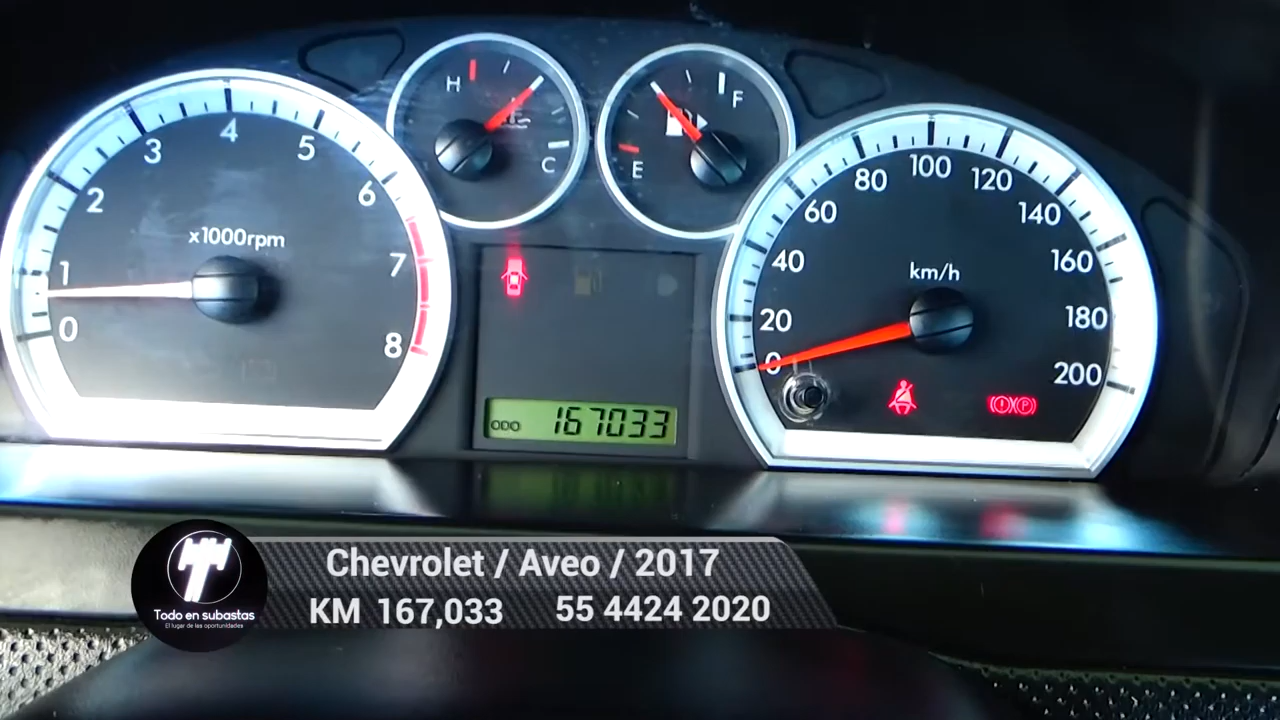 H
C
F
E
0
1
2
3
4
5
6
7
8
x1000rpm
0
20
40
60
80
100
120
140
160
180
200
km/h
ODO 167033
Chevrolet / Aveo / 2017
KM 167,033 55 4424 2020
Todo en subastas
El lugar de las oportunidades